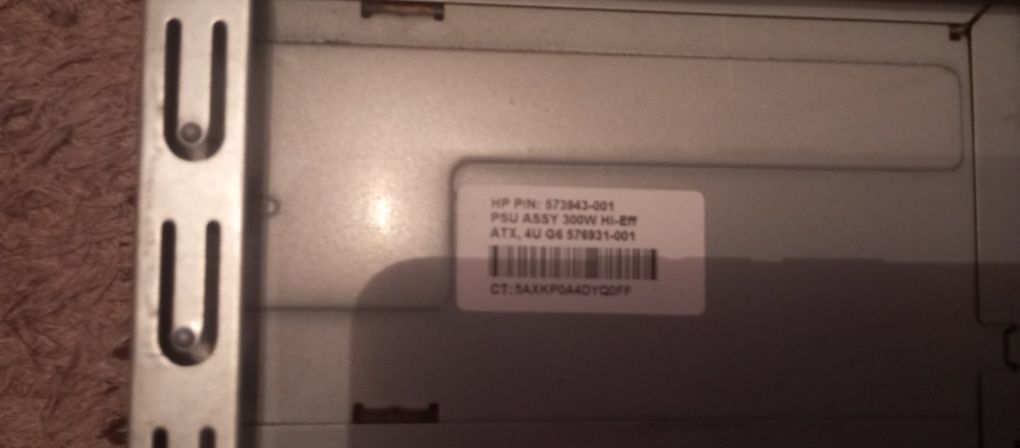 HP P/N: 573943-001
PSU ASSY 300W Hi-Eff
ATX, 4U G6 576931-001
CT: 5AXKP0A4DYQ0FF